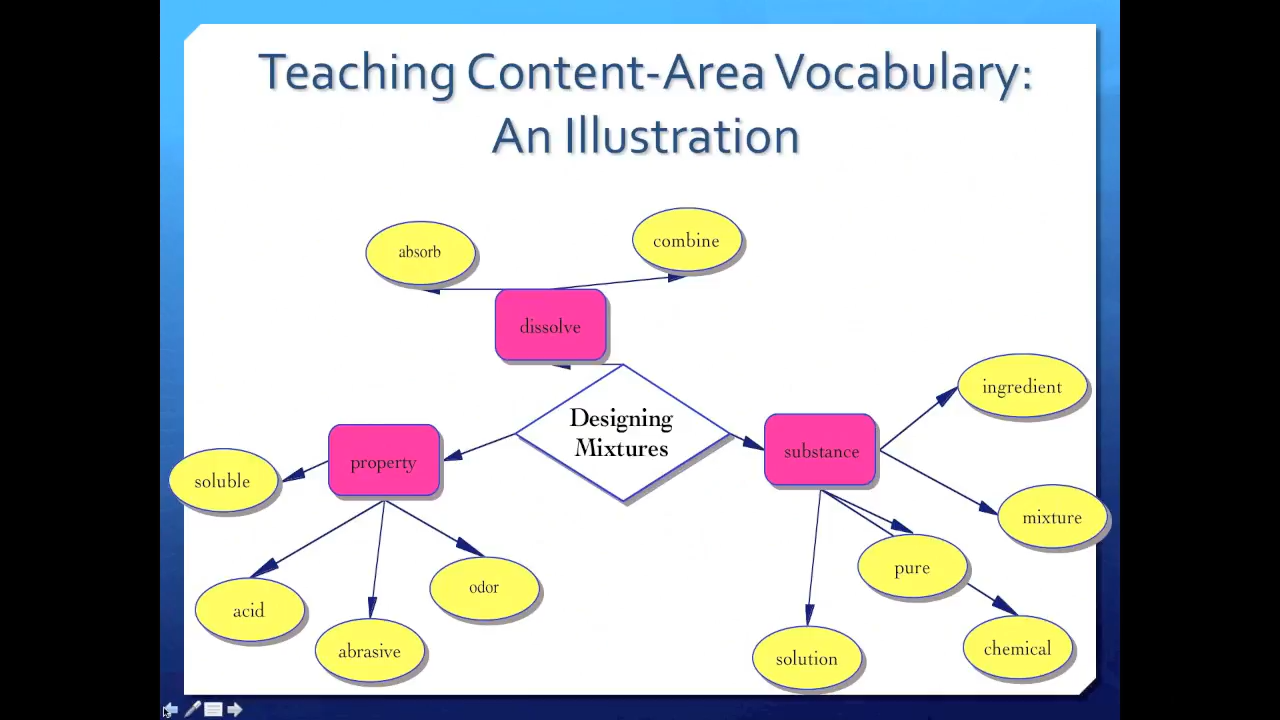 Teaching Content-Area Vocabulary:
An Illustration
absorb
combine
dissolve
ingredient
Designing
Mixtures
substance
property
soluble
mixture
pure
odor
acid
abrasive
solution
chemical